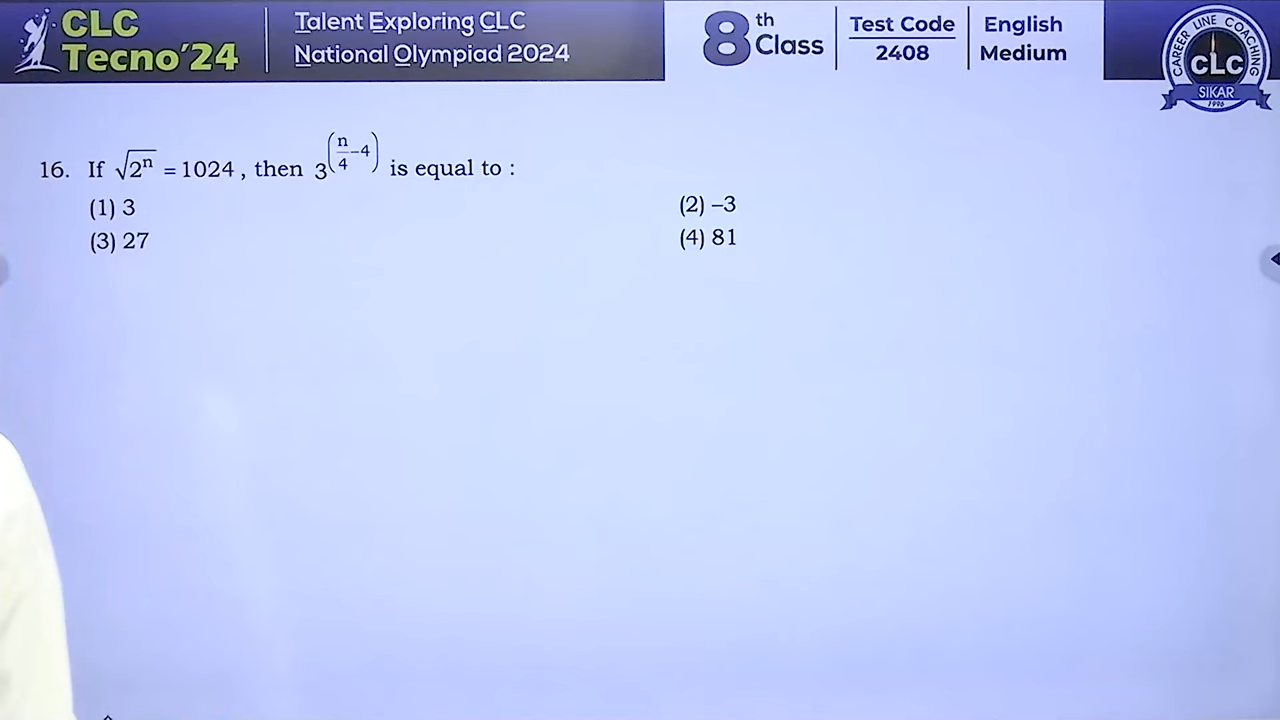 CLC
Tecno'24
Talent Exploring CLC
National Olympiad 2024
8th Class
Test Code
2408
English
Medium
CAREER LINE COACHING
CLC
SIKAR
1996
16. If √2ⁿ = 1024, then 3^(n/4 – 4) is equal to :
(1) 3 (2) –3
(3) 27 (4) 81